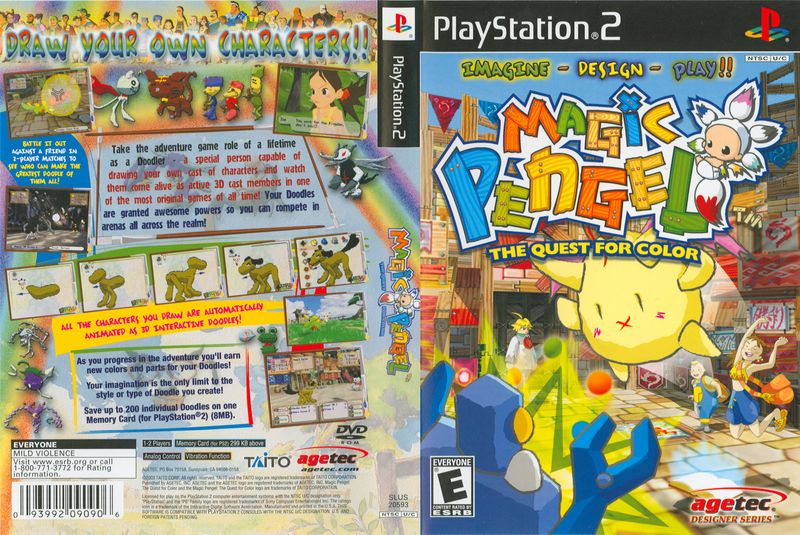 DRAW YOUR OWN CHARACTERS!!
BATTLE IT OUT
AGAINST A FRIEND IN
2-PLAYER MATCHES TO
SEE WHO CAN MAKE THE
GREATEST DOODLE OF
THEM ALL!
Take the adventure game role of a lifetime
as a Doodler - a special person capable of
drawing your own cast of characters and watch
them come alive as active 3D cast members in
one of the most original games of all time! Your Doodles
are granted awesome powers so you can compete in
arenas all across the realm!
ALL THE CHARACTERS YOU DRAW ARE AUTOMATICALLY
ANIMATED AS 3D INTERACTIVE DOODLES!
As you progress in the adventure you'll earn
new colors and parts for your Doodles!
Your imagination is the only limit to the
style or type of Doodle you create!
Save up to 200 individual Doodles on one
Memory Card (for PlayStation®2) (8MB).
EVERYONE
MILD VIOLENCE
Visit www.esrb.org or call
1-800-771-3772 for Rating
information.
0 93992 09090 6
1-2 Players
Memory Card (for PS2) 299 KB above
Analog Control
Vibration Function
DVD
ROM
TAITO
agetec
agetec.com
PlayStation®2
MAGIC PENGEL
SLUS
20593
NTSC U/C
PlayStation®2
NTSC U/C
IMAGINE - DESIGN - PLAY!!
MAGIC
PENGEL
TM
THE QUEST FOR COLOR
EVERYONE
E
CONTENT RATED BY
ESRB
agetec
DESIGNER SERIES™